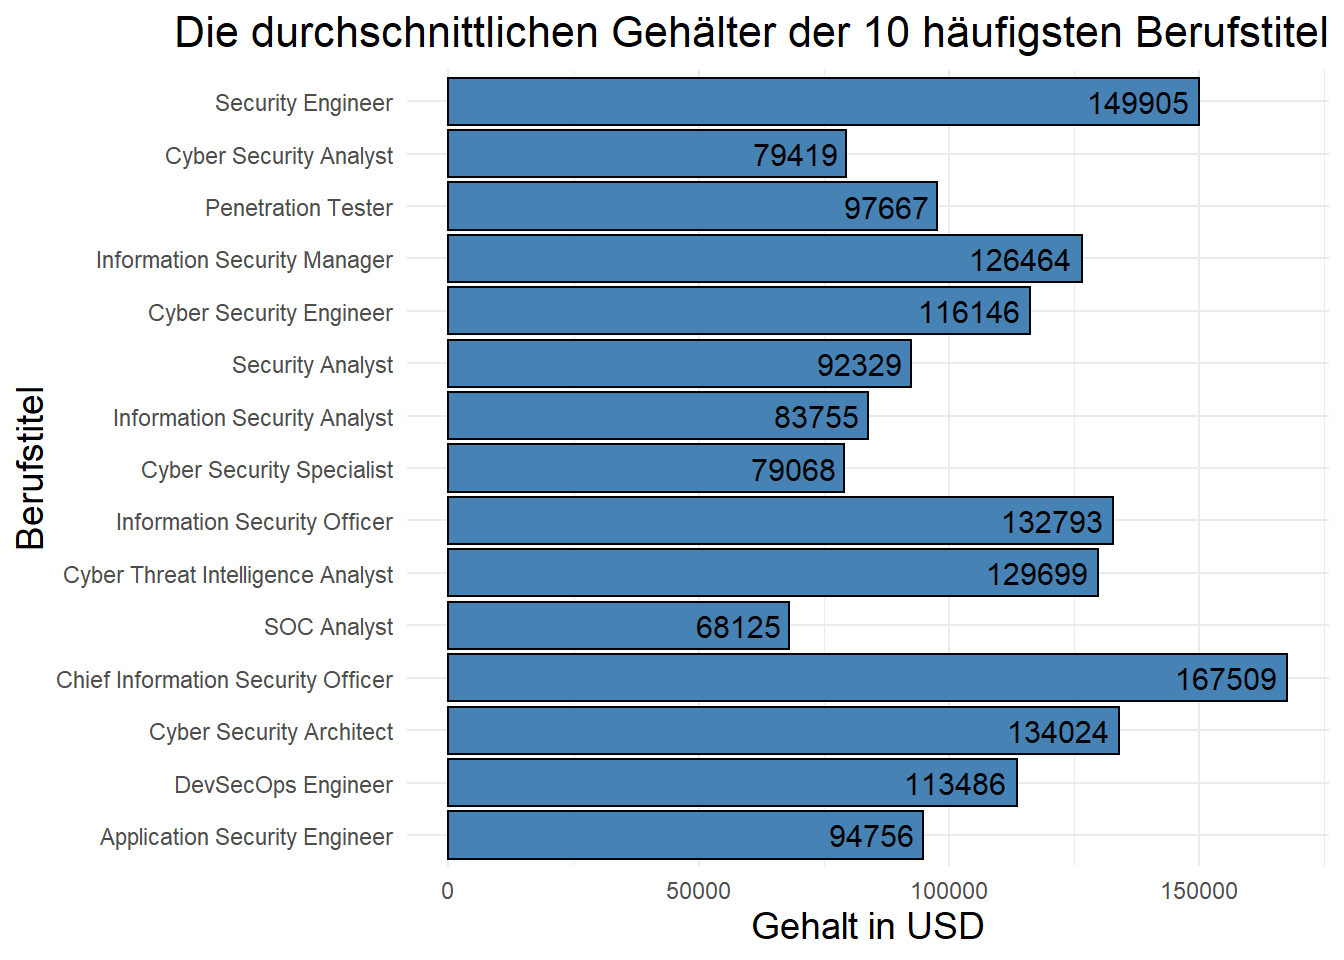 Die durchschnittlichen Gehälter der 10 häufigsten Berufstitel
Berufstitel
Security Engineer 149905
Cyber Security Analyst 79419
Penetration Tester 97667
Information Security Manager 126464
Cyber Security Engineer 116146
Security Analyst 92329
Information Security Analyst 83755
Cyber Security Specialist 79068
Information Security Officer 132793
Cyber Threat Intelligence Analyst 129699
SOC Analyst 68125
Chief Information Security Officer 167509
Cyber Security Architect 134024
DevSecOps Engineer 113486
Application Security Engineer 94756
0 50000 100000 150000
Gehalt in USD